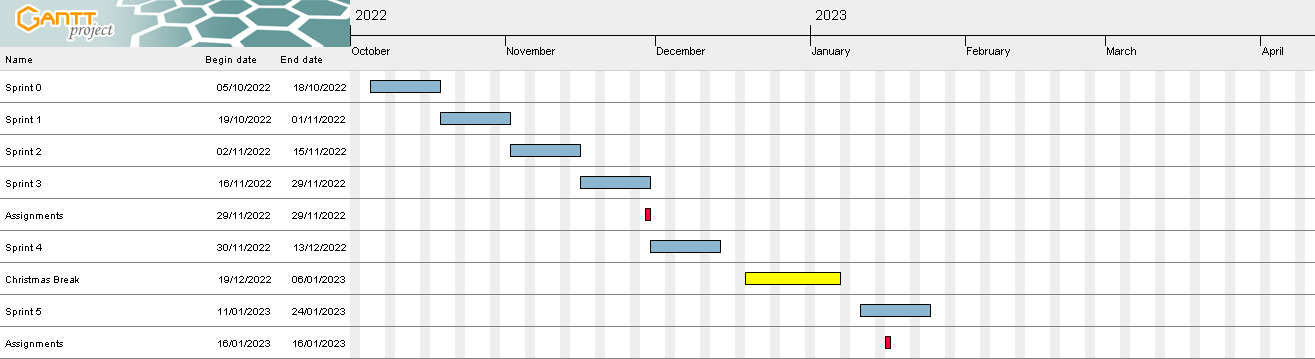 GANTT
project
2022
2023
October November December January February March April
Name Begin date End date
Sprint 0 05/10/2022 18/10/2022
Sprint 1 19/10/2022 01/11/2022
Sprint 2 02/11/2022 15/11/2022
Sprint 3 16/11/2022 29/11/2022
Assignments 29/11/2022 29/11/2022
Sprint 4 30/11/2022 13/12/2022
Christmas Break 19/12/2022 06/01/2023
Sprint 5 11/01/2023 24/01/2023
Assignments 16/01/2023 16/01/2023